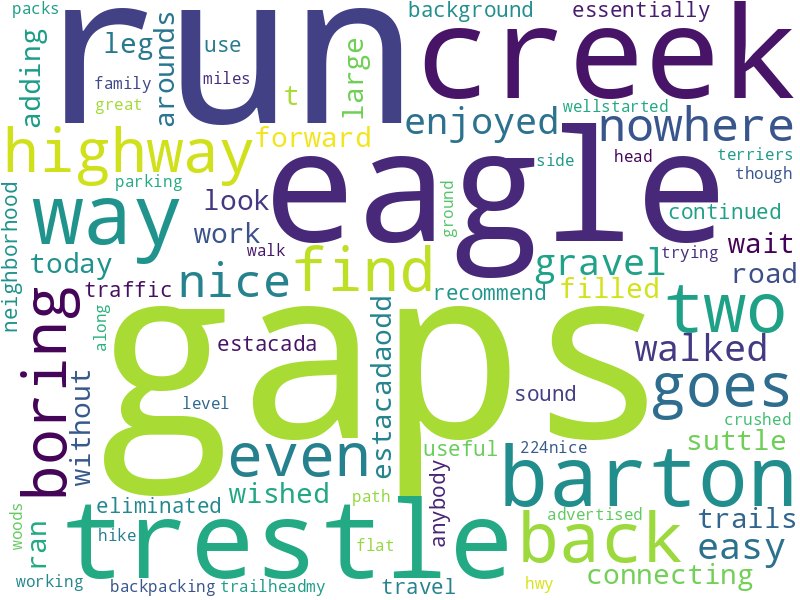 packs
run
creek
background
essentially
adding
leg
arounds
use
family
miles
great
t
large
wellstarted
enjoyed
nowhere
highway
forward
eagle
side
head
terriers
though
parking
neighborhood
way
look
ground
continued
work
walk
trying
wait
today
nice
find
gravel
road
traffic
recommend
filled
two
along
boring
gaps
estacada
estacadaodd
walked
without
level
sound
goes
crushed
even
useful
224nice
suttle
anybody
barton
wished
path
eliminated
trestle
back
advertised
trails
woods
ran
hike
flat
easy
connecting
working
backpacking
trailheadmy
travel
hwy